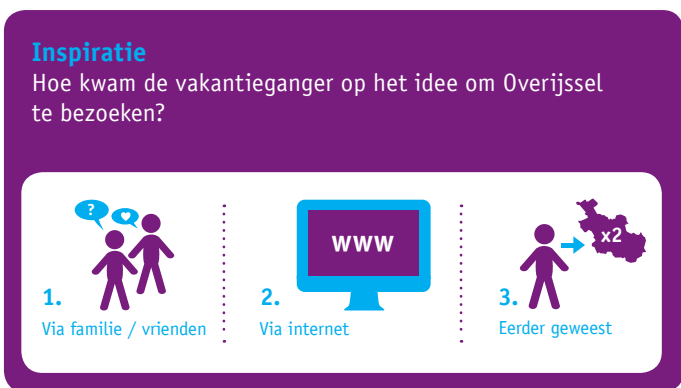 Inspiratie
Hoe kwam de vakantieganger op het idee om Overijssel
te bezoeken?
?
1.
Via familie / vrienden
www
2.
Via internet
x2
3.
Eerder geweest